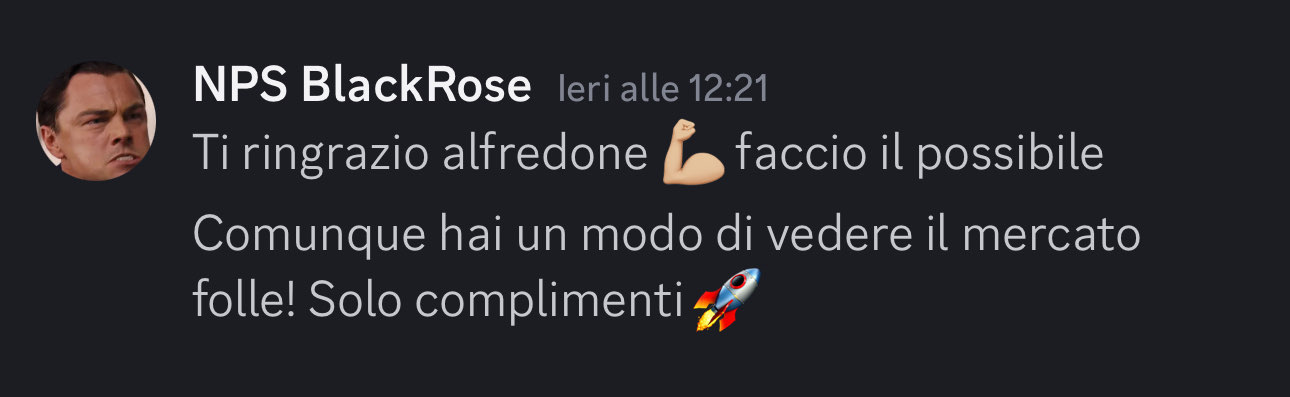 NPS BlackRose Ieri alle 12:21
Ti ringrazio alfredone 💪🏼 faccio il possibile
Comunque hai un modo di vedere il mercato
folle! Solo complimenti 🚀